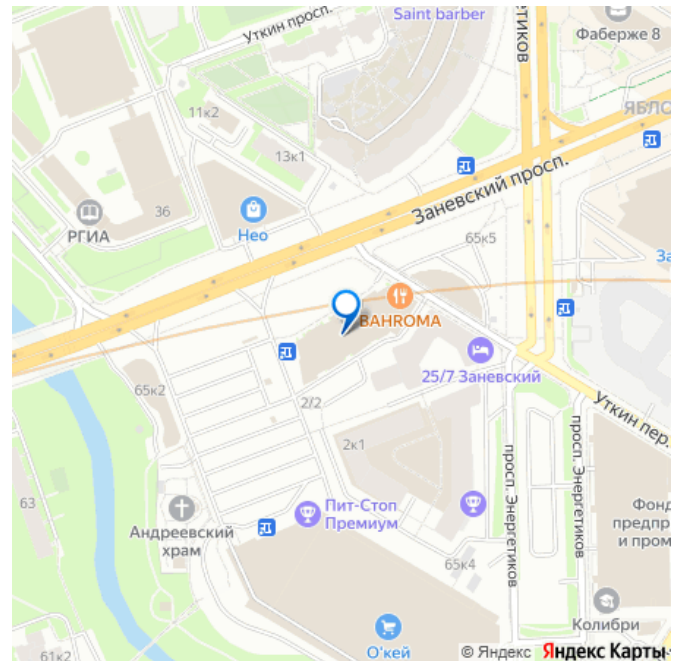 Saint barber
Уткин просп.
етиков
Фаберже 8
ЯБЛО
11к2
13к1
Заневский просп.
36
РГИА
Нео
65к5
За
BAHROMA
25/7 Заневский
65к2
2/2
Уткин пер.
2к1
просп. Энергетиков
просп. Энергетиков
63
Пит-Стоп
Премиум
Андреевский
храм
Фонд
предпр
и пром
65к4
Колибри
О'кей
61к2
© Яндекс Яндекс Карты